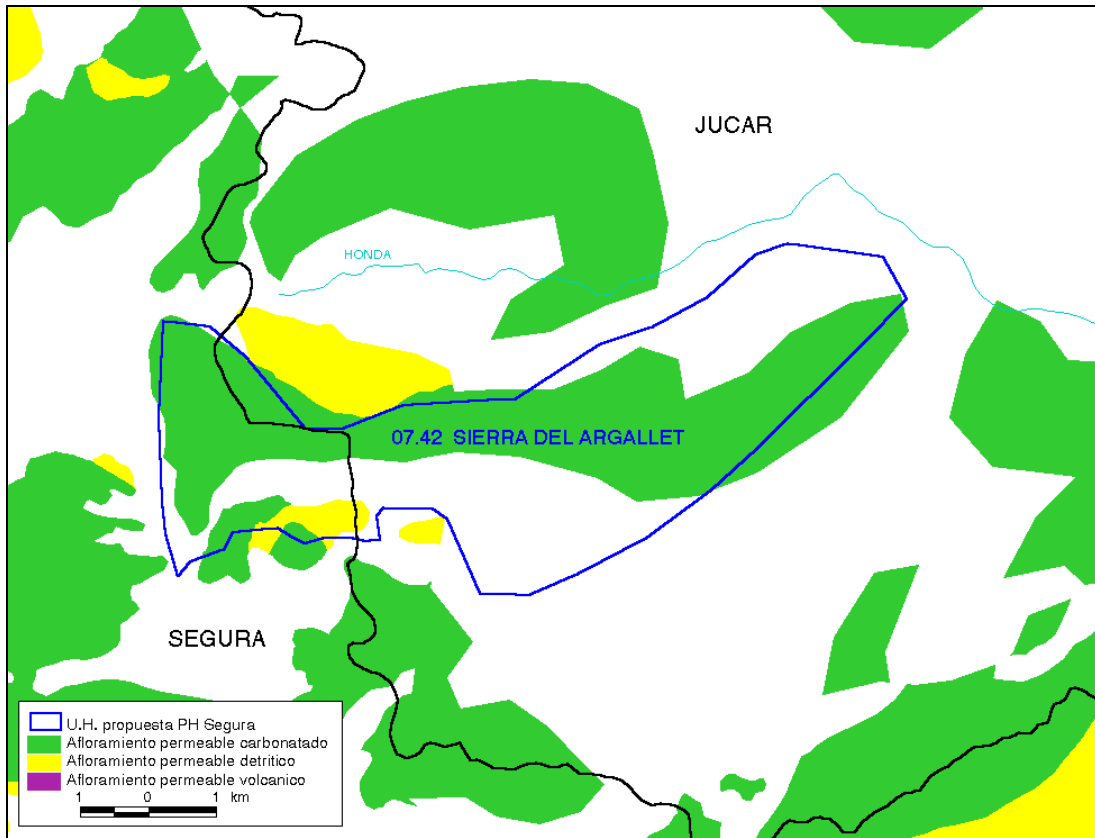 JUCAR
HONDA
07.42 SIERRA DEL ARGALLET
SEGURA
U.H. propuesta PH Segura
Afloramiento permeable carbonatado
Afloramiento permeable detrítico
Afloramiento permeable volcanico
1 0 1 km